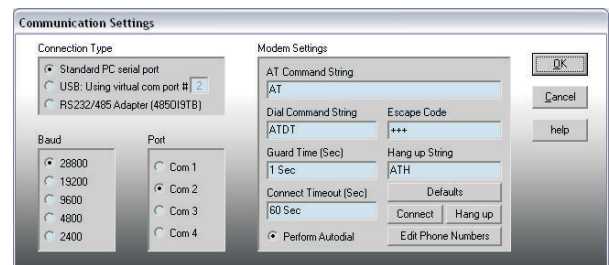 Communication Settings
Connection Type
Standard PC serial port
USB: Using virtual com port # 2
RS232/485 Adapter (485OI9TB)
Baud
28800
19200
9600
4800
2400
Port
Com 1
Com 2
Com 3
Com 4
Modem Settings
AT Command String
AT
Dial Command String
ATDT
Escape Code
+++
Guard Time (Sec)
1 Sec
Hang up String
ATH
Connect Timeout (Sec)
60 Sec
Defaults
Connect
Hang up
Perform Autodial
Edit Phone Numbers
OK
Cancel
help